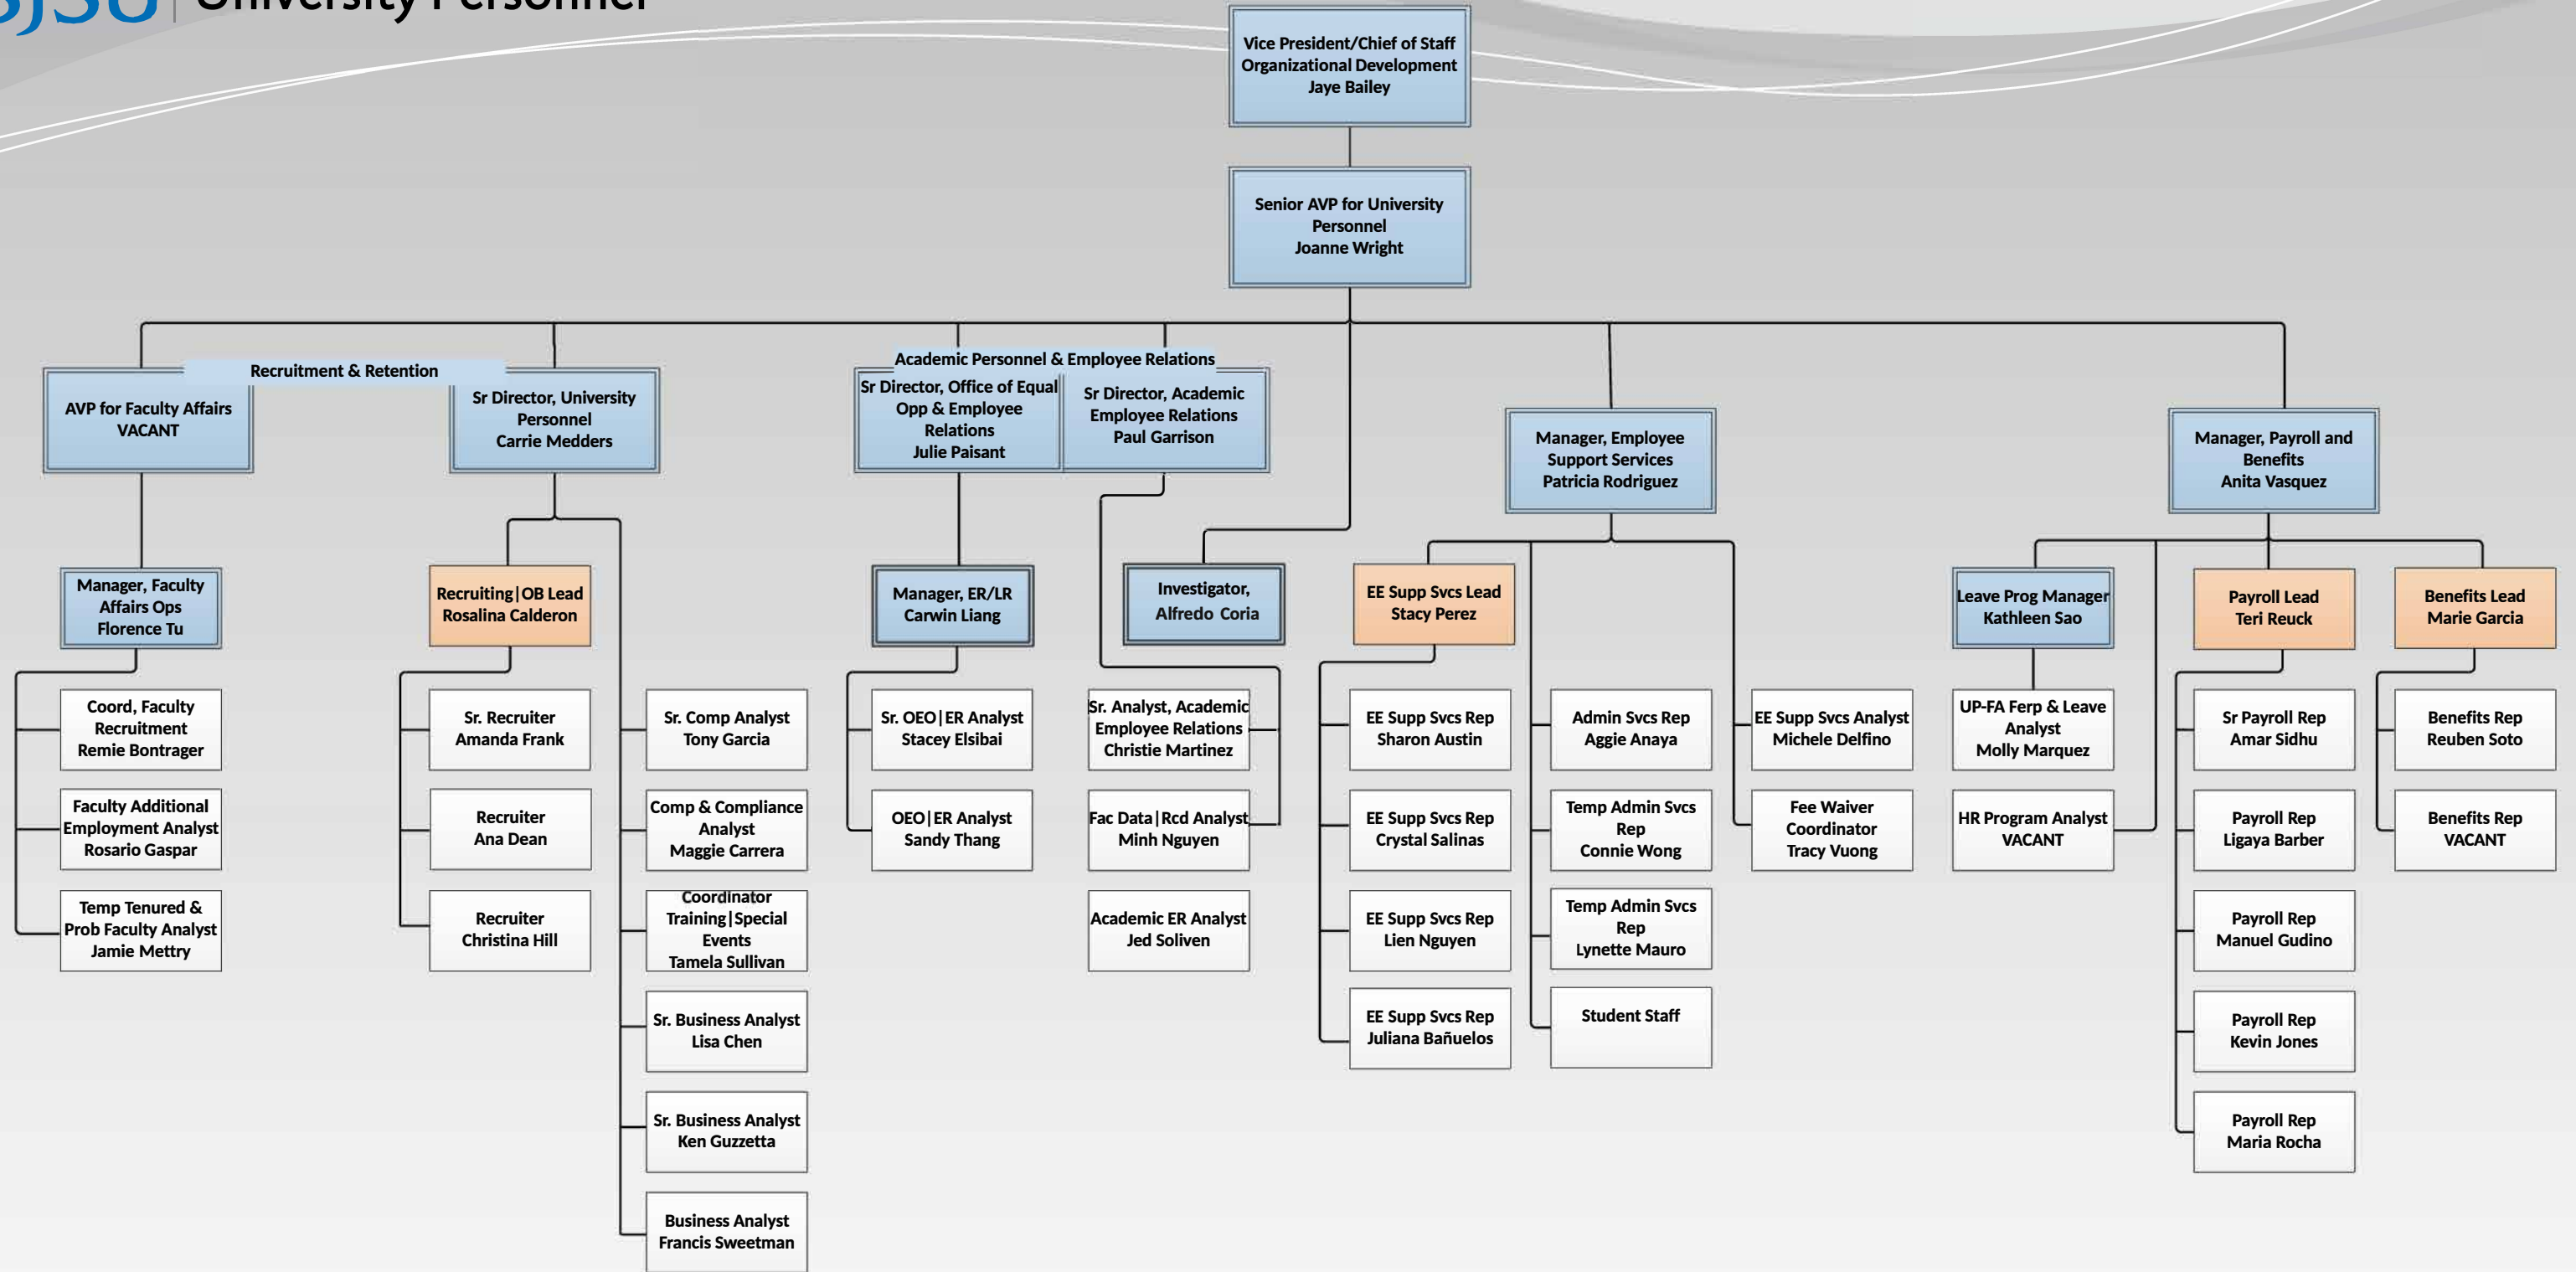 SJSU | University Personnel
Vice President/Chief of Staff
Organizational Development
Jaye Bailey
Senior AVP for University
Personnel
Joanne Wright
Recruitment & Retention
AVP for Faculty Affairs
VACANT
Sr Director, University
Personnel
Carrie Medders
Academic Personnel & Employee Relations
Sr Director, Office of Equal
Opp & Employee
Relations
Julie Paisant
Sr Director, Academic
Employee Relations
Paul Garrison
Manager, Employee
Support Services
Patricia Rodriguez
Manager, Payroll and
Benefits
Anita Vasquez
Manager, Faculty
Affairs Ops
Florence Tu
Recruiting|OB Lead
Rosalina Calderon
Manager, ER/LR
Carwin Liang
Investigator,
Alfredo Coria
EE Supp Svcs Lead
Stacy Perez
Leave Prog Manager
Kathleen Sao
Payroll Lead
Teri Reuck
Benefits Lead
Marie Garcia
Coord, Faculty
Recruitment
Remie Bontrager
Faculty Additional
Employment Analyst
Rosario Gaspar
Temp Tenured &
Prob Faculty Analyst
Jamie Mettry
Sr. Recruiter
Amanda Frank
Recruiter
Ana Dean
Recruiter
Christina Hill
Sr. Comp Analyst
Tony Garcia
Comp & Compliance
Analyst
Maggie Carrera
Coordinator
Training|Special
Events
Tamela Sullivan
Sr. Business Analyst
Lisa Chen
Sr. Business Analyst
Ken Guzzetta
Business Analyst
Francis Sweetman
Sr. OEO|ER Analyst
Stacey Elsibai
OEO|ER Analyst
Sandy Thang
Sr. Analyst, Academic
Employee Relations
Christie Martinez
Fac Data|Rcd Analyst
Minh Nguyen
Academic ER Analyst
Jed Soliven
EE Supp Svcs Rep
Sharon Austin
EE Supp Svcs Rep
Crystal Salinas
EE Supp Svcs Rep
Lien Nguyen
EE Supp Svcs Rep
Juliana Bañuelos
Admin Svcs Rep
Aggie Anaya
Temp Admin Svcs
Rep
Connie Wong
Temp Admin Svcs
Rep
Lynette Mauro
Student Staff
EE Supp Svcs Analyst
Michele Delfino
Fee Waiver
Coordinator
Tracy Vuong
UP-FA Ferp & Leave
Analyst
Molly Marquez
HR Program Analyst
VACANT
Sr Payroll Rep
Amar Sidhu
Payroll Rep
Ligaya Barber
Payroll Rep
Manuel Gudino
Payroll Rep
Kevin Jones
Payroll Rep
Maria Rocha
Benefits Rep
Reuben Soto
Benefits Rep
VACANT